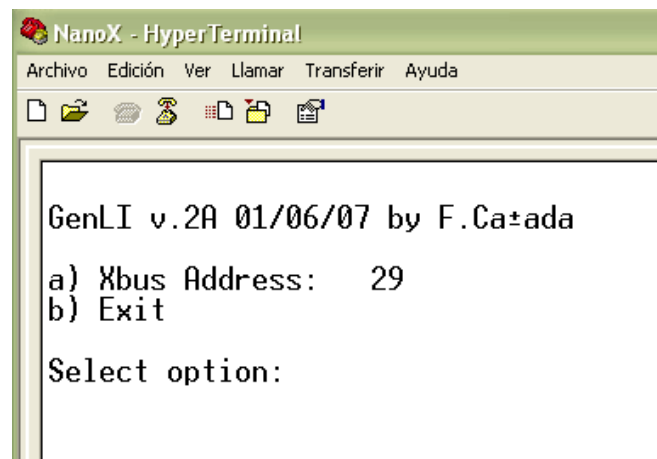 NanoX - HyperTerminal
Archivo Edición Ver Llamar Transferir Ayuda
GenLI v.2A 01/06/07 by F.Ca±ada
a) Xbus Address: 29
b) Exit
Select option: